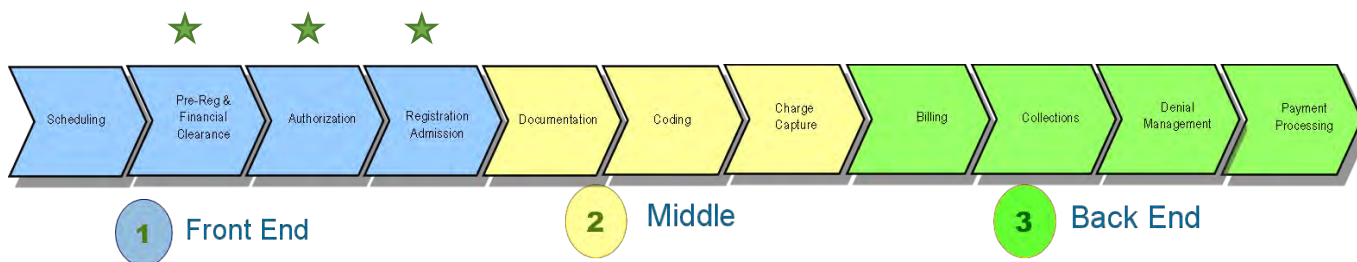 Scheduling
Pre-Reg &
Financial
Clearance
Authorization
Registration
Admission
Documentation
Coding
Charge
Capture
Billing
Collections
Denial
Management
Payment
Processing
1
Front End
2
Middle
3
Back End